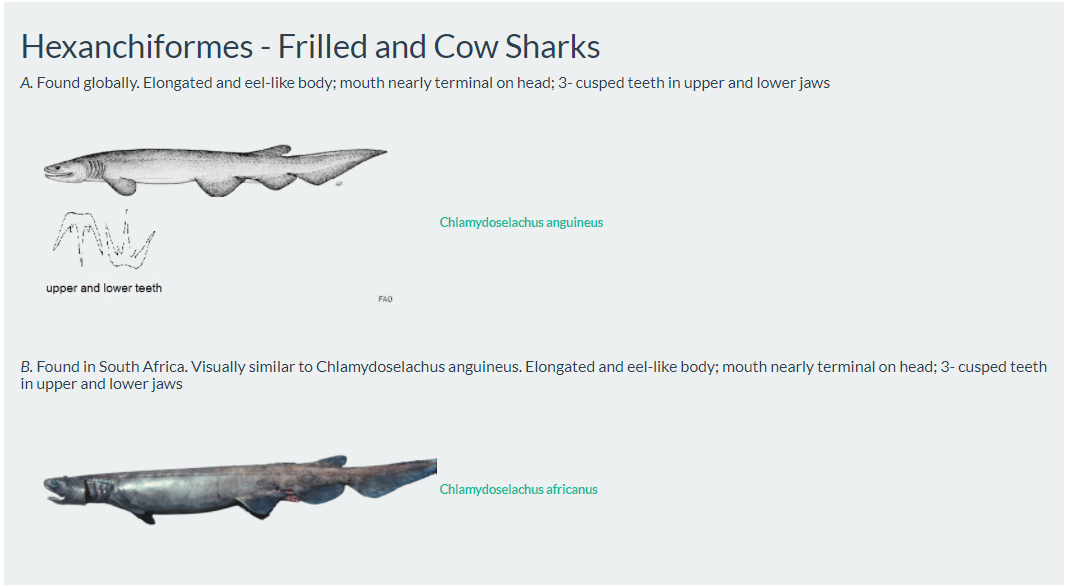 Hexanchiformes - Frilled and Cow Sharks
A. Found globally. Elongated and eel-like body; mouth nearly terminal on head; 3- cusped teeth in upper and lower jaws
Chlamydoselachus anguineus
upper and lower teeth
FAO
B. Found in South Africa. Visually similar to Chlamydoselachus anguineus. Elongated and eel-like body; mouth nearly terminal on head; 3- cusped teeth
in upper and lower jaws
Chlamydoselachus africanus